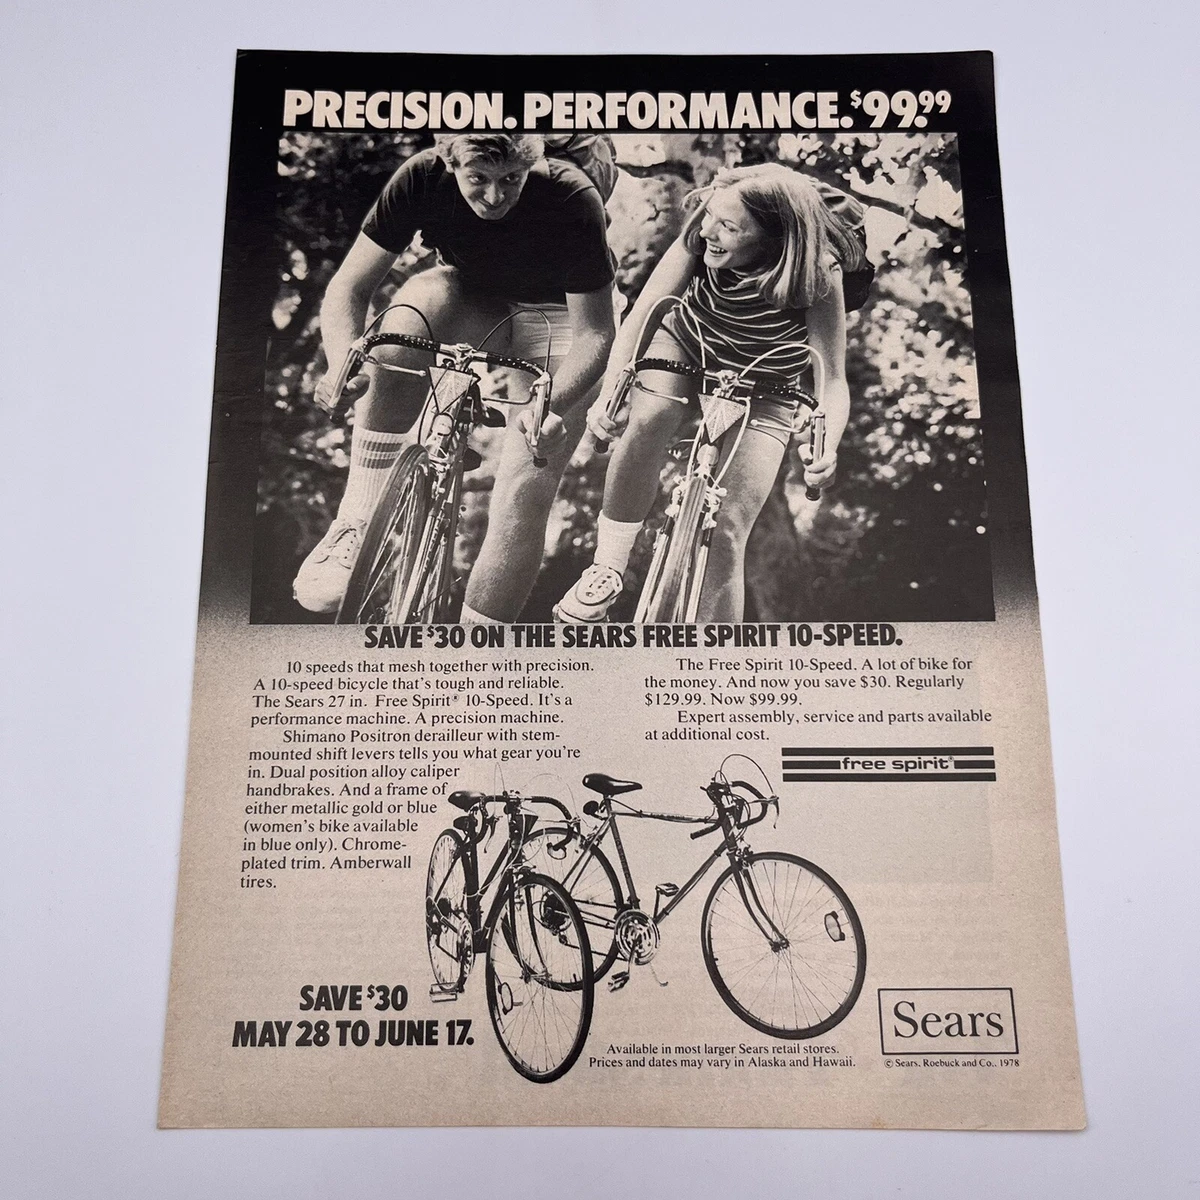 PRECISION. PERFORMANCE. $99.99
SAVE $30 ON THE SEARS FREE SPIRIT 10-SPEED.
10 speeds that mesh together with precision.
A 10-speed bicycle that's tough and reliable.
The Sears 27 in. Free Spirit® 10-Speed. It's a
performance machine. A precision machine.
Shimano Positron derailleur with stem-
mounted shift levers tells you what gear you're
in. Dual position alloy caliper
handbrakes. And a frame of
either metallic gold or blue
(women's bike available
in blue only). Chrome-
plated trim. Amberwall
tires.
The Free Spirit 10-Speed. A lot of bike for
the money. And now you save $30. Regularly
$129.99. Now $99.99.
Expert assembly, service and parts available
at additional cost.
free spirit®
SAVE $30
MAY 28 TO JUNE 17.
Available in most larger Sears retail stores.
Prices and dates may vary in Alaska and Hawaii.
Sears
© Sears, Roebuck and Co., 1978